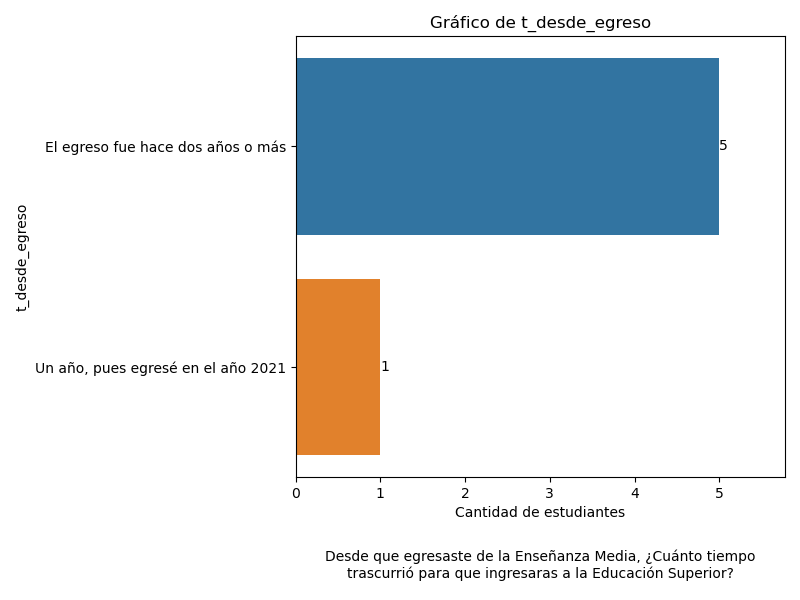 Gráfico de t_desde_egreso
t_desde_egreso
El egreso fue hace dos años o más
5
Un año, pues egresé en el año 2021
1
0 1 2 3 4 5
Cantidad de estudiantes
Desde que egresaste de la Enseñanza Media, ¿Cuánto tiempo
trascurrió para que ingresaras a la Educación Superior?